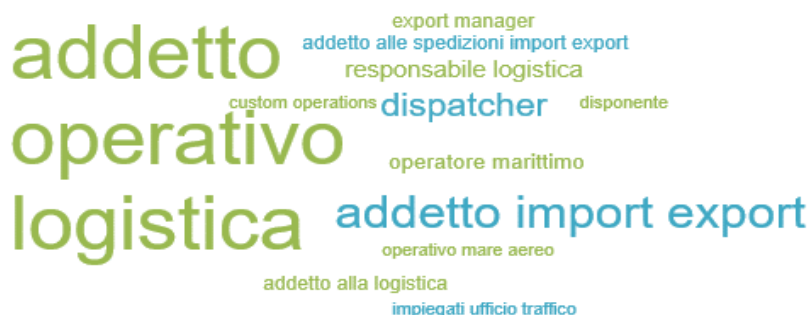 export manager
addetto
addetto alle spedizioni import export
responsabile logistica
custom operations
dispatcher
disponente
operativo
operatore marittimo
logistica
addetto import export
operativo mare aereo
addetto alla logistica
impiegati ufficio traffico